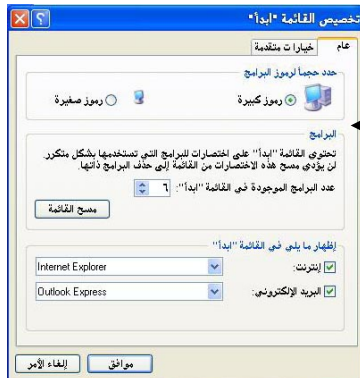 تخصيص القائمة "ابدأ"
عام
خيارات متقدمة
حدد حجماً لرموز البرامج
رموز كبيرة
رموز صغيرة
البرامج
تحتوي القائمة "ابدأ" على اختصارات للبرامج التي تستخدمها بشكل متكرر.
لن يؤدي مسح هذه الاختصارات من القائمة إلى حذف البرامج ذاتها.
عدد البرامج الموجودة في القائمة "ابدأ": ٦
مسح القائمة
إظهار ما يلي في القائمة "ابدأ"
إنترنت: Internet Explorer
البريد الإلكتروني: Outlook Express
موافق
إلغاء الأمر